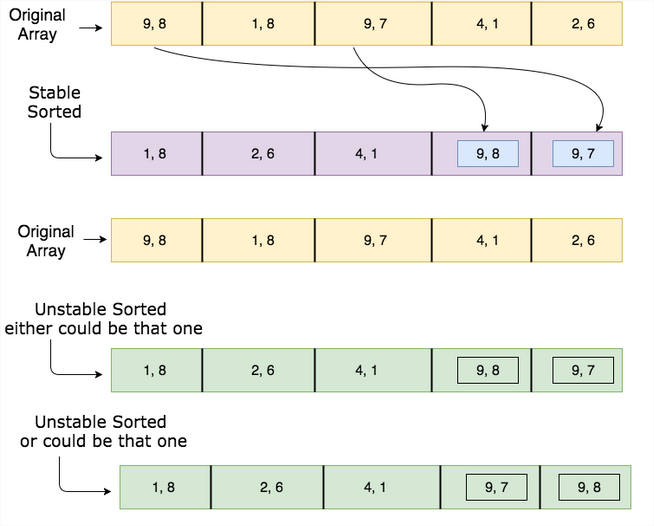 Original
Array
9, 8 1, 8 9, 7 4, 1 2, 6
Stable
Sorted
1, 8 2, 6 4, 1 9, 8 9, 7
Original
Array
9, 8 1, 8 9, 7 4, 1 2, 6
Unstable Sorted
either could be that one
1, 8 2, 6 4, 1 9, 8 9, 7
Unstable Sorted
or could be that one
1, 8 2, 6 4, 1 9, 7 9, 8